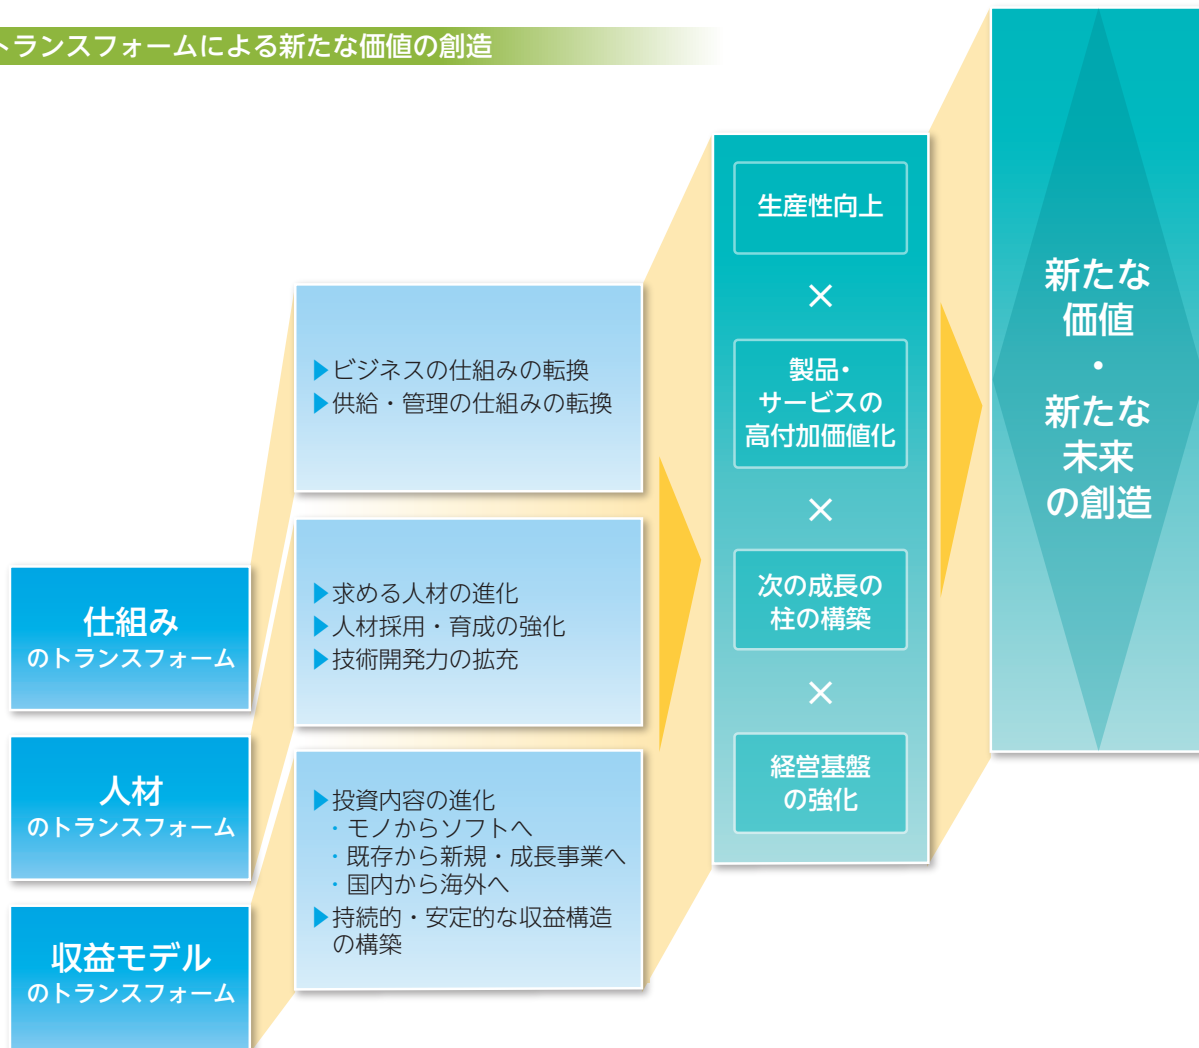 トランスフォームによる新たな価値の創造
仕組み
のトランスフォーム
人材
のトランスフォーム
収益モデル
のトランスフォーム
▶ビジネスの仕組みの転換
▶供給・管理の仕組みの転換
▶求める人材の進化
▶人材採用・育成の強化
▶技術開発力の拡充
▶投資内容の進化
・モノからソフトへ
・既存から新規・成長事業へ
・国内から海外へ
▶持続的・安定的な収益構造
の構築
生産性向上
×
製品・
サービスの
高付加価値化
×
次の成長の
柱の構築
×
経営基盤
の強化
新たな
価値
・
新たな
未来
の創造